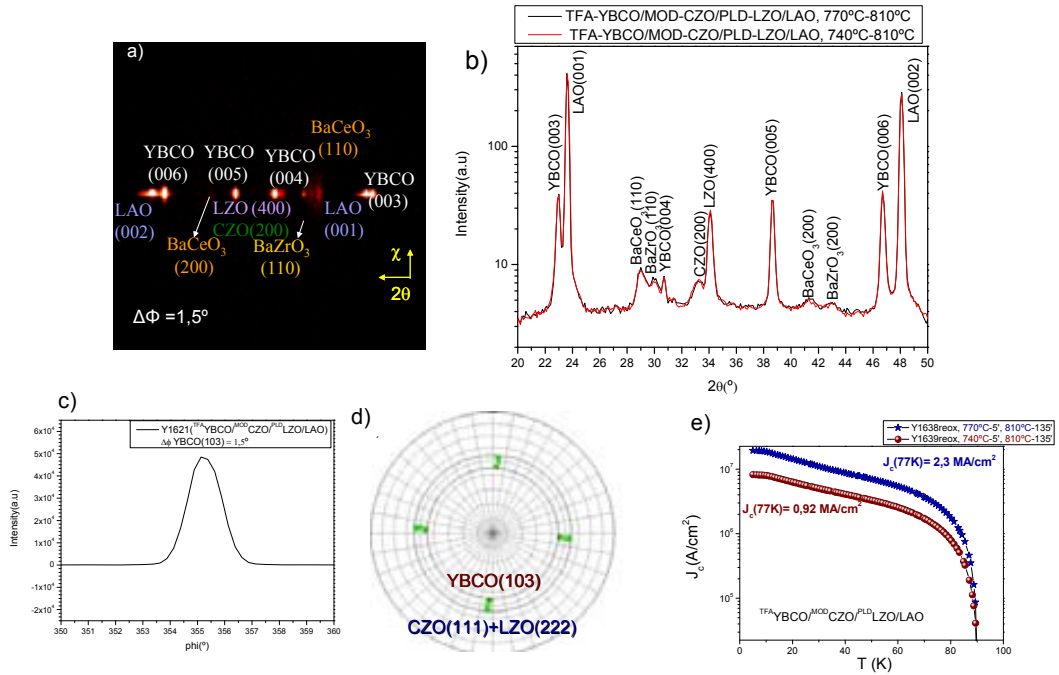 a)
BaCeO₃
(110)
YBCO
(006)
YBCO
(005)
YBCO
(004)
YBCO
(003)
LAO
(002)
LZO (400)
CZO(200)
LAO
(001)
BaCeO₃
(200)
BaZrO₃
(110)
χ
2θ
ΔΦ =1,5º
b)
TFA-YBCO/MOD-CZO/PLD-LZO/LAO, 770ºC-810ºC
TFA-YBCO/MOD-CZO/PLD-LZO/LAO, 740ºC-810ºC
Intensity(a.u)
100
10
YBCO(003)
LAO(001)
BaCeO₃(110)
BaZrO₃(110)
YBCO(004)
CZO(200)
LZO(400)
YBCO(005)
BaCeO₃(200)
BaZrO₃(200)
YBCO(006)
LAO(002)
20 22 24 26 28 30 32 34 36 38 40 42 44 46 48 50
2θ(º)
c)
Y1621(ᵀᶠᴬYBCO/ᴹᴼᴰCZO/ᴾᴸᴰLZO/LAO)
Δϕ YBCO(103) = 1,5º
Intensity(a.u)
6x10⁴
5x10⁴
4x10⁴
3x10⁴
2x10⁴
1x10⁴
0
-1x10⁴
-2x10⁴
350 352 354 356 358 360
phi(º)
d)
YBCO(103)
CZO(111)+LZO(222)
e)
Y1638reox, 770ºC-5', 810ºC-135'
Y1639reox, 740ºC-5', 810ºC-135'
J_c(77K)= 2,3 MA/cm²
J_c(77K)= 0,92 MA/cm²
J_c(A/cm²)
10⁷
10⁶
10⁵
ᵀᶠᴬYBCO/ᴹᴼᴰCZO/ᴾᴸᴰLZO/LAO
0 20 40 60 80 100
T (K)